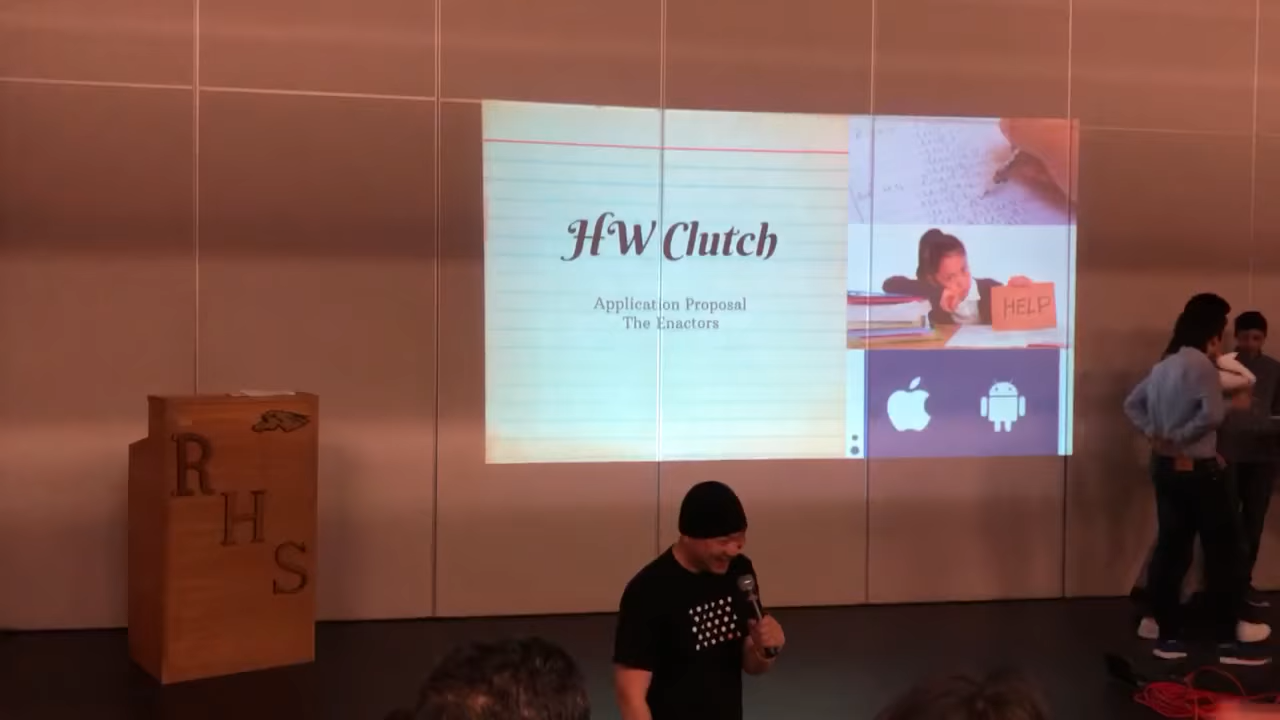 HW Clutch
Application Proposal
The Enactors
HELP
R
H
S